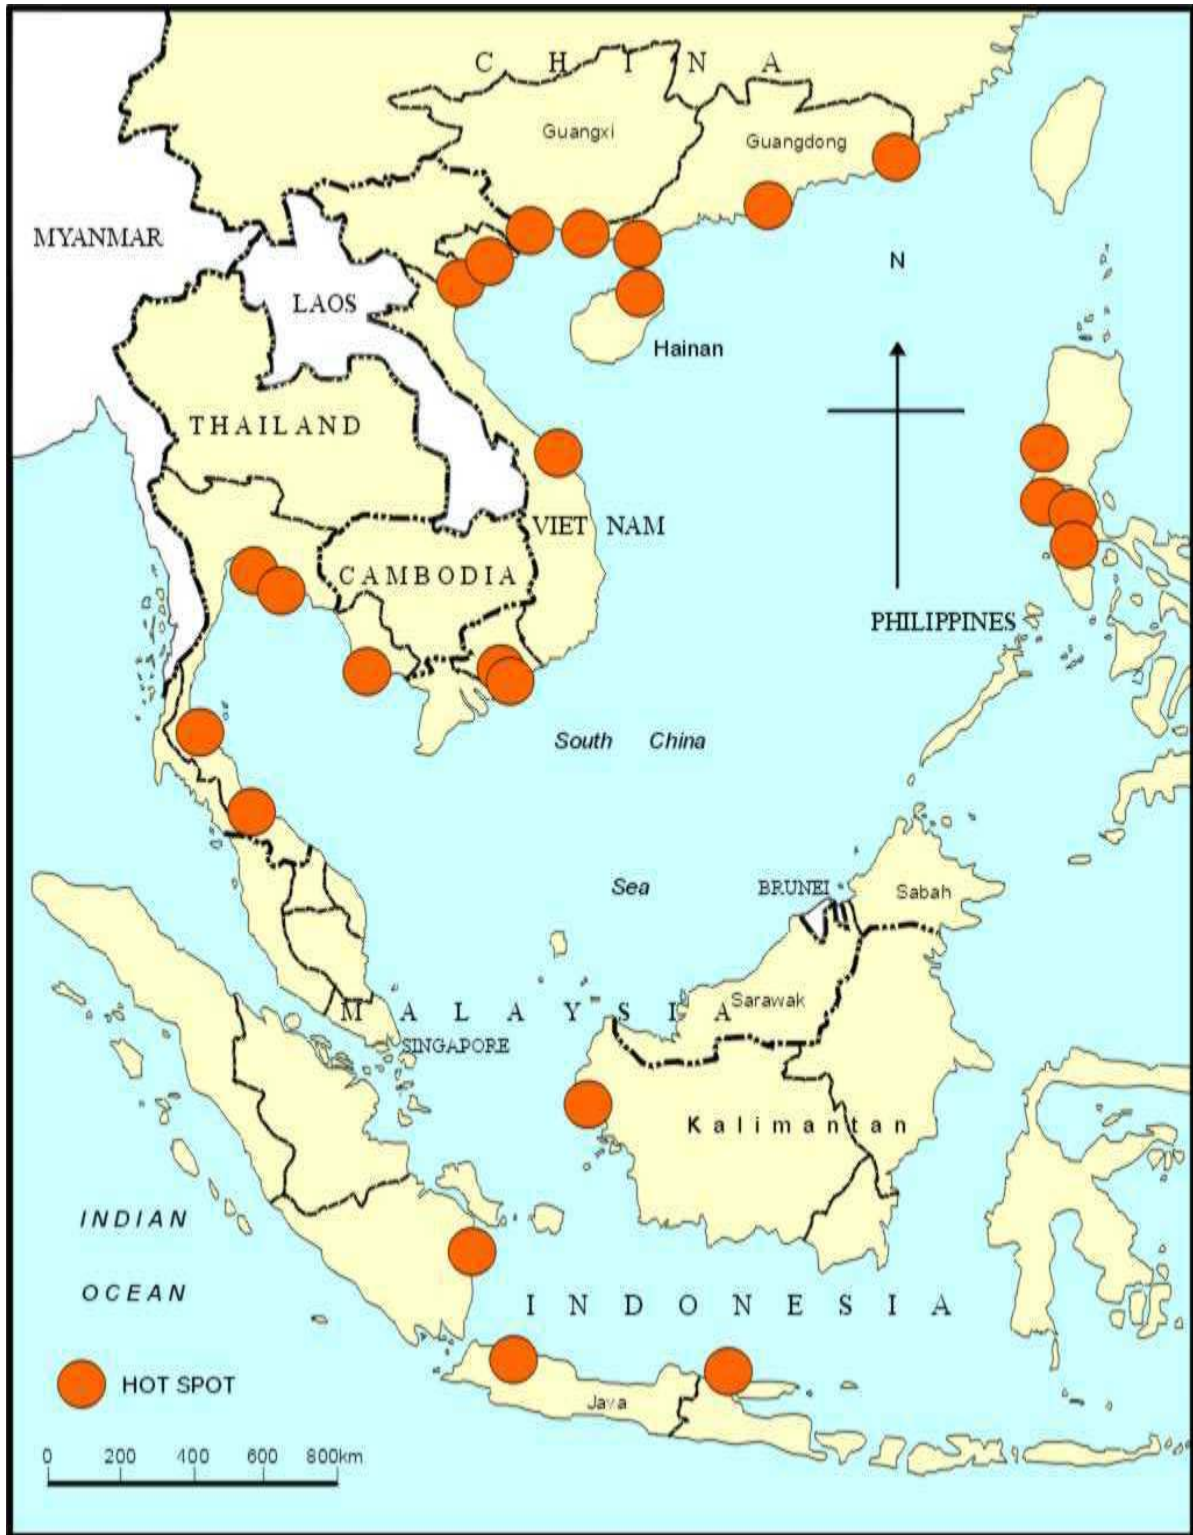 C H I N A
Guangxi
Guangdong
MYANMAR
N
LAOS
Hainan
THAILAND
VIET NAM
CAMBODIA
PHILIPPINES
South China
Sea
BRUNEI
Sabah
Sarawak
M A L A Y S I A
SINGAPORE
Kalimantan
INDIAN
OCEAN
I N D O N E S I A
HOT SPOT
Java
0 200 400 600 800km